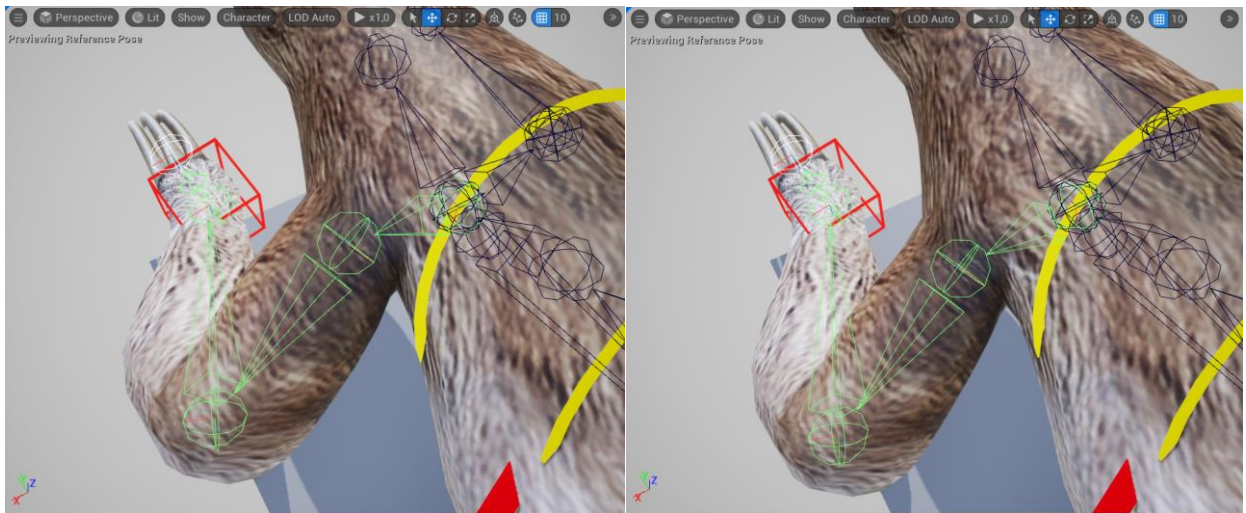 Perspective Lit Show Character LOD Auto x1,0 10
Previewing Reference Pose
Z
X
Perspective Lit Show Character LOD Auto x1,0 10
Previewing Reference Pose
Z
X